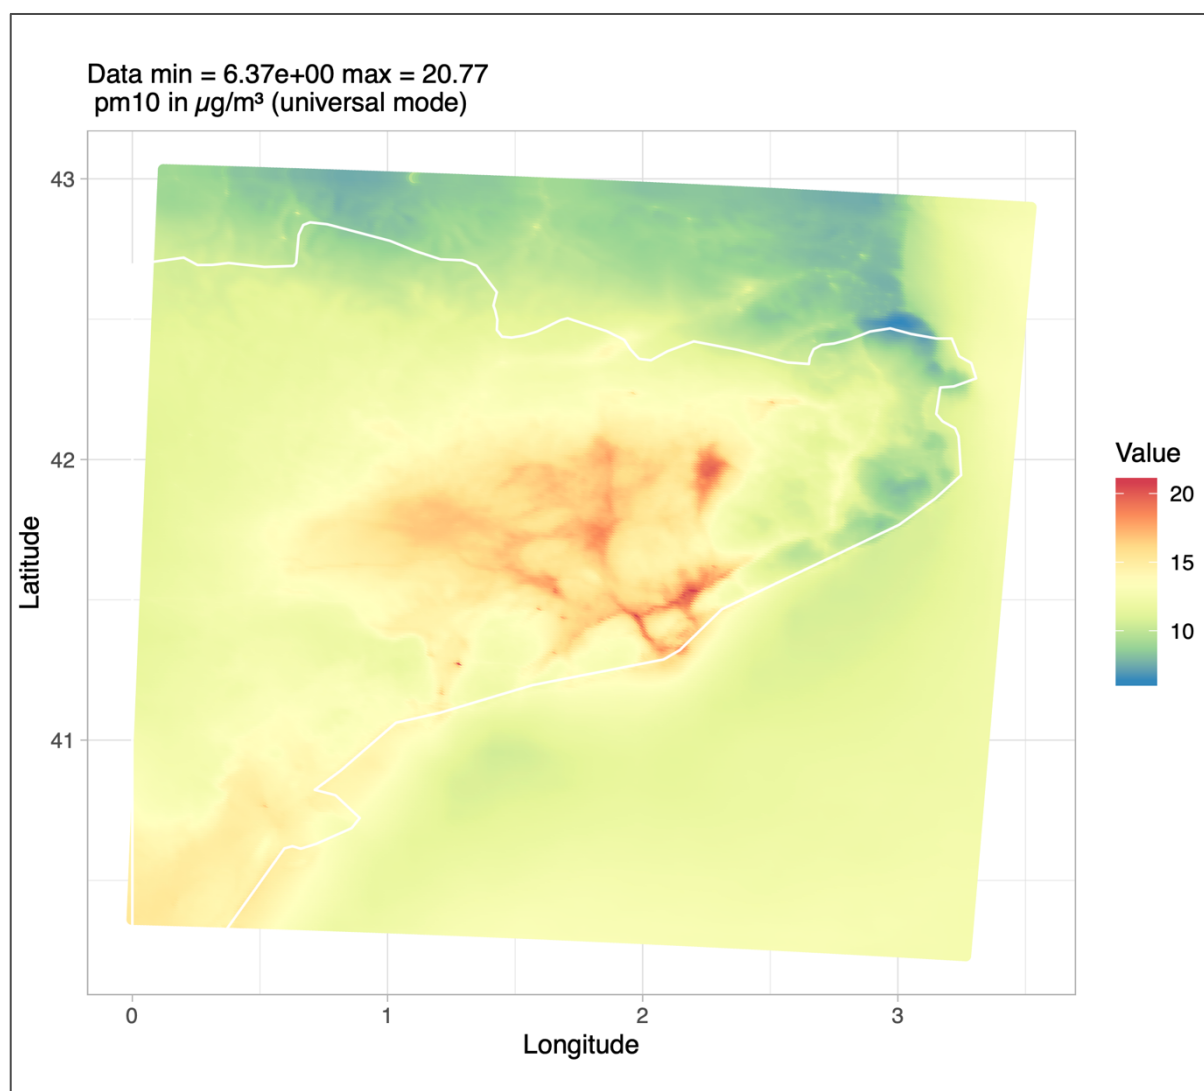 Data min = 6.37e+00 max = 20.77
pm10 in µg/m³ (universal mode)
43
42
41
Latitude
0
1
2
3
Longitude
Value
20
15
10